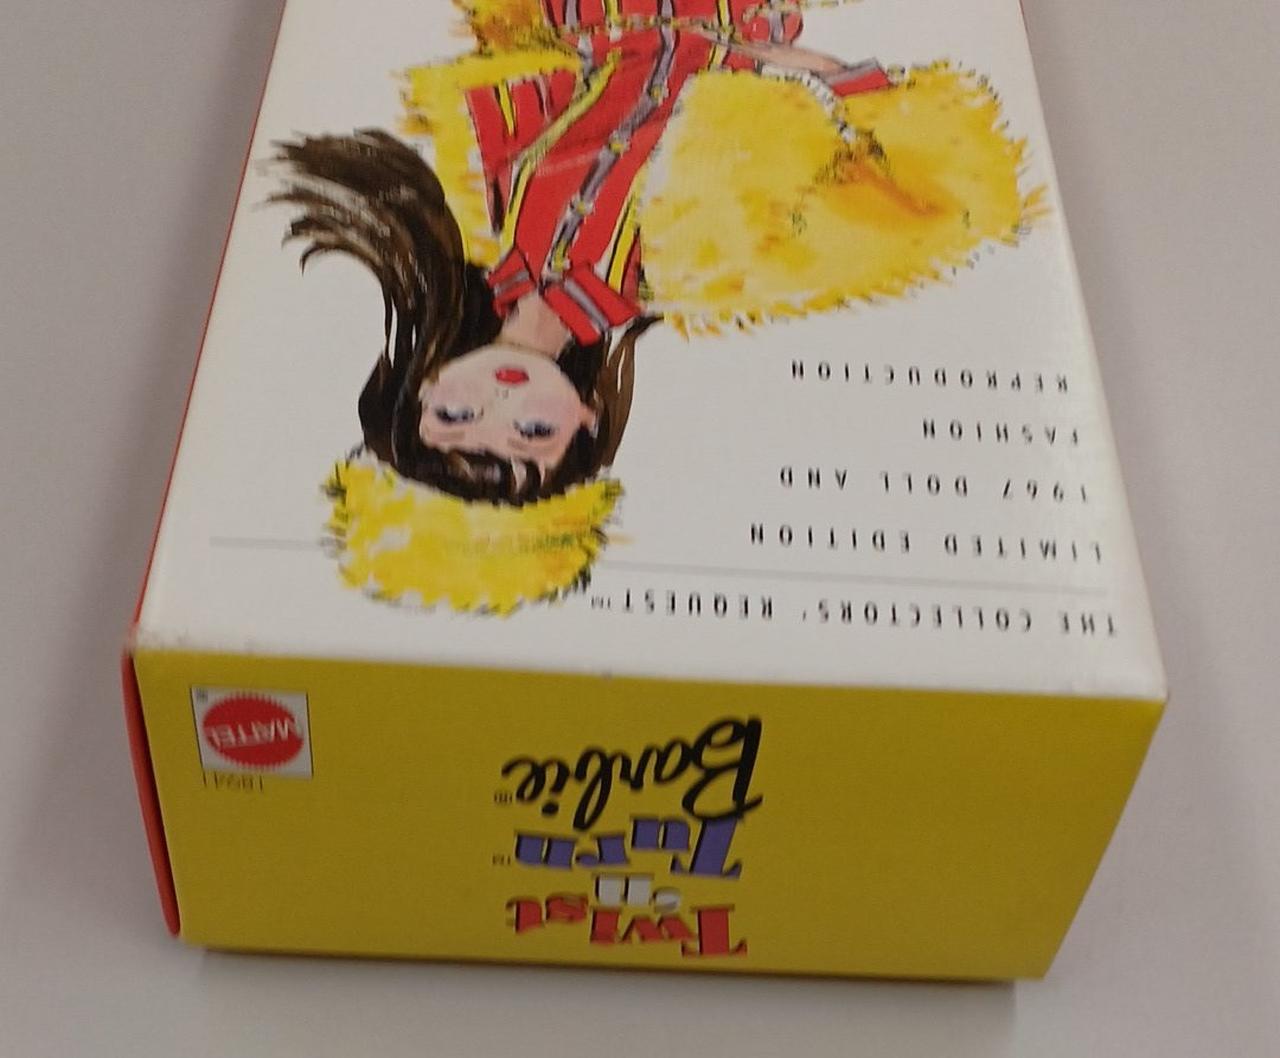 THE COLLECTORS' REQUEST™
LIMITED EDITION
1967 DOLL AND
FASHION
REPRODUCTION
Twist
'n
Turn™
Barbie®
18941
MATTEL®